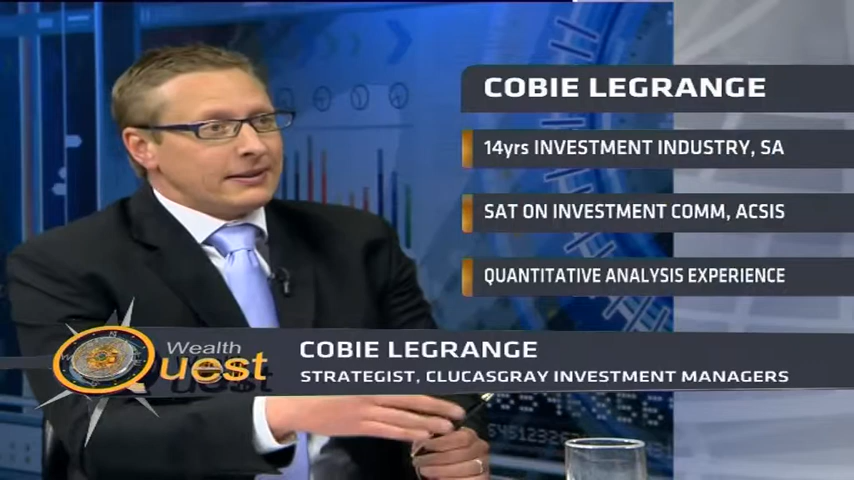 COBIE LEGRANGE
14yrs INVESTMENT INDUSTRY, SA
SAT ON INVESTMENT COMM, ACSIS
QUANTITATIVE ANALYSIS EXPERIENCE
Wealth
Quest
COBIE LEGRANGE
STRATEGIST, CLUCASGRAY INVESTMENT MANAGERS